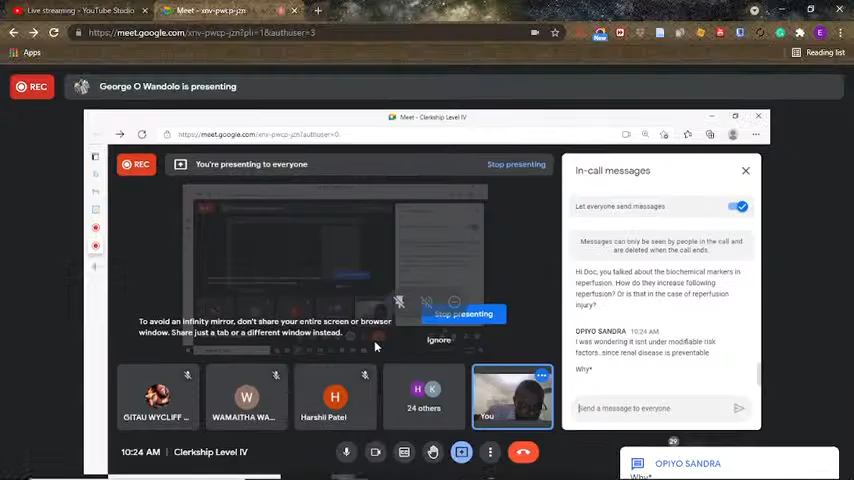 Live streaming - YouTube Studio
Meet - xnv-pwcp-jzn
https://meet.google.com/xnv-pwcp-jzn?pli=1&authuser=3
New
E
Apps
Reading list
REC
George O Wandolo is presenting
Meet - Clerkship Level IV
https://meet.google.com/xnv-pwcp-jzn?authuser=0
REC
You're presenting to everyone
Stop presenting
To avoid an infinity mirror, don't share your entire screen or browser
window. Share just a tab or a different window instead.
Stop presenting
Ignore
GITAU WYCLIFF ...
W
WAMAITHA WA...
H
Harshil Patel
H
K
24 others
You
10:24 AM
Clerkship Level IV
In-call messages
Let everyone send messages
Messages can only be seen by people in the call and
are deleted when the call ends.
Hi Doc, you talked about the biochemical markers in
reperfusion. How do they increase following
reperfusion? Or is that in the case of reperfusion
injury?
OPIYO SANDRA 10:24 AM
I was wondering it isnt under modifiable risk
factors..since renal disease is preventable
Why*
Send a message to everyone
29
OPIYO SANDRA
Why*